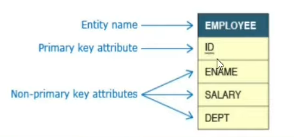 Entity name
EMPLOYEE
Primary key attribute
ID
ENAME
Non-primary key attributes
SALARY
DEPT